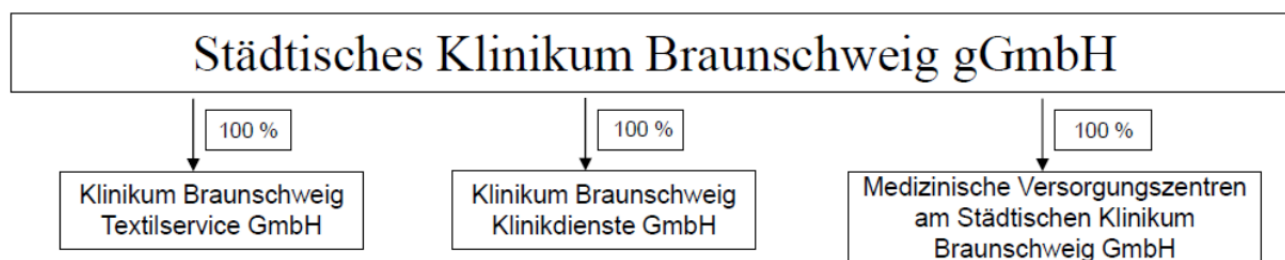 Städtisches Klinikum Braunschweig gGmbH
100 %
100 %
100 %
Klinikum Braunschweig
Textilservice GmbH
Klinikum Braunschweig
Klinikdienste GmbH
Medizinische Versorgungszentren
am Städtischen Klinikum
Braunschweig GmbH